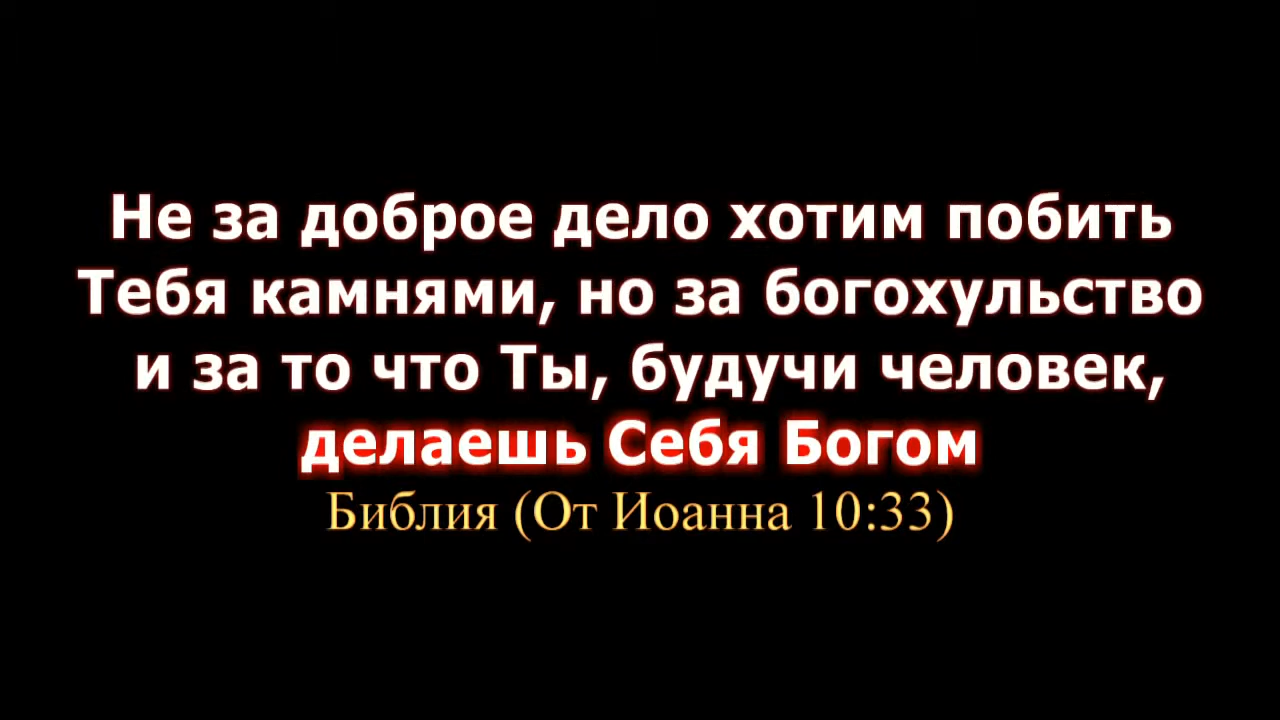 Не за доброе дело хотим побить
Тебя камнями, но за богохульство
и за то что Ты, будучи человек,
делаешь Себя Богом
Библия (От Иоанна 10:33)